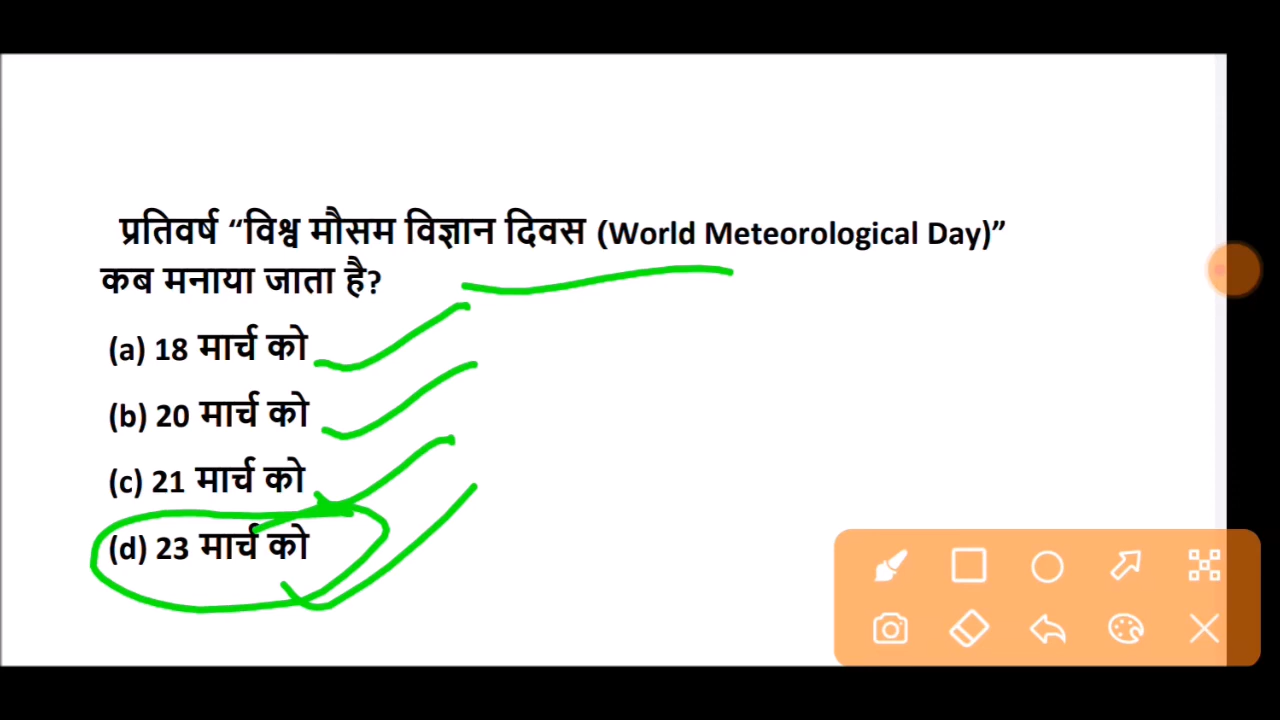 प्रतिवर्ष “विश्व मौसम विज्ञान दिवस (World Meteorological Day)”
कब मनाया जाता है?
(a) 18 मार्च को
(b) 20 मार्च को
(c) 21 मार्च को
(d) 23 मार्च को